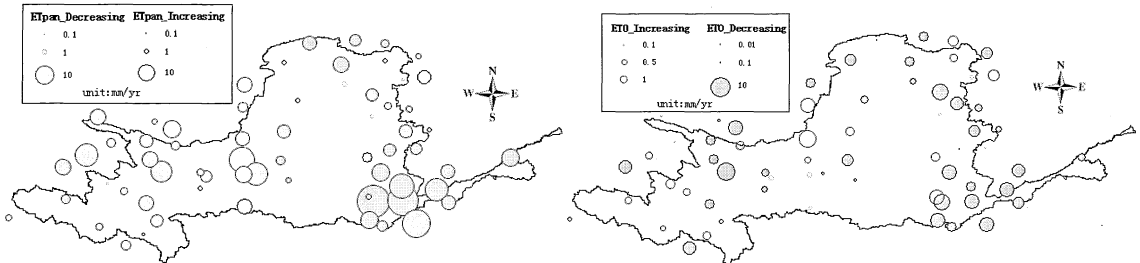 ETpan_Decreasing ETpan_Increasing
0.1 0.1
1 1
10 10
unit:mm/yr
N
W E
S
ET0_Increasing ET0_Decreasing
0.1 0.01
0.5 0.1
1 10
unit:mm/yr
N
W E
S